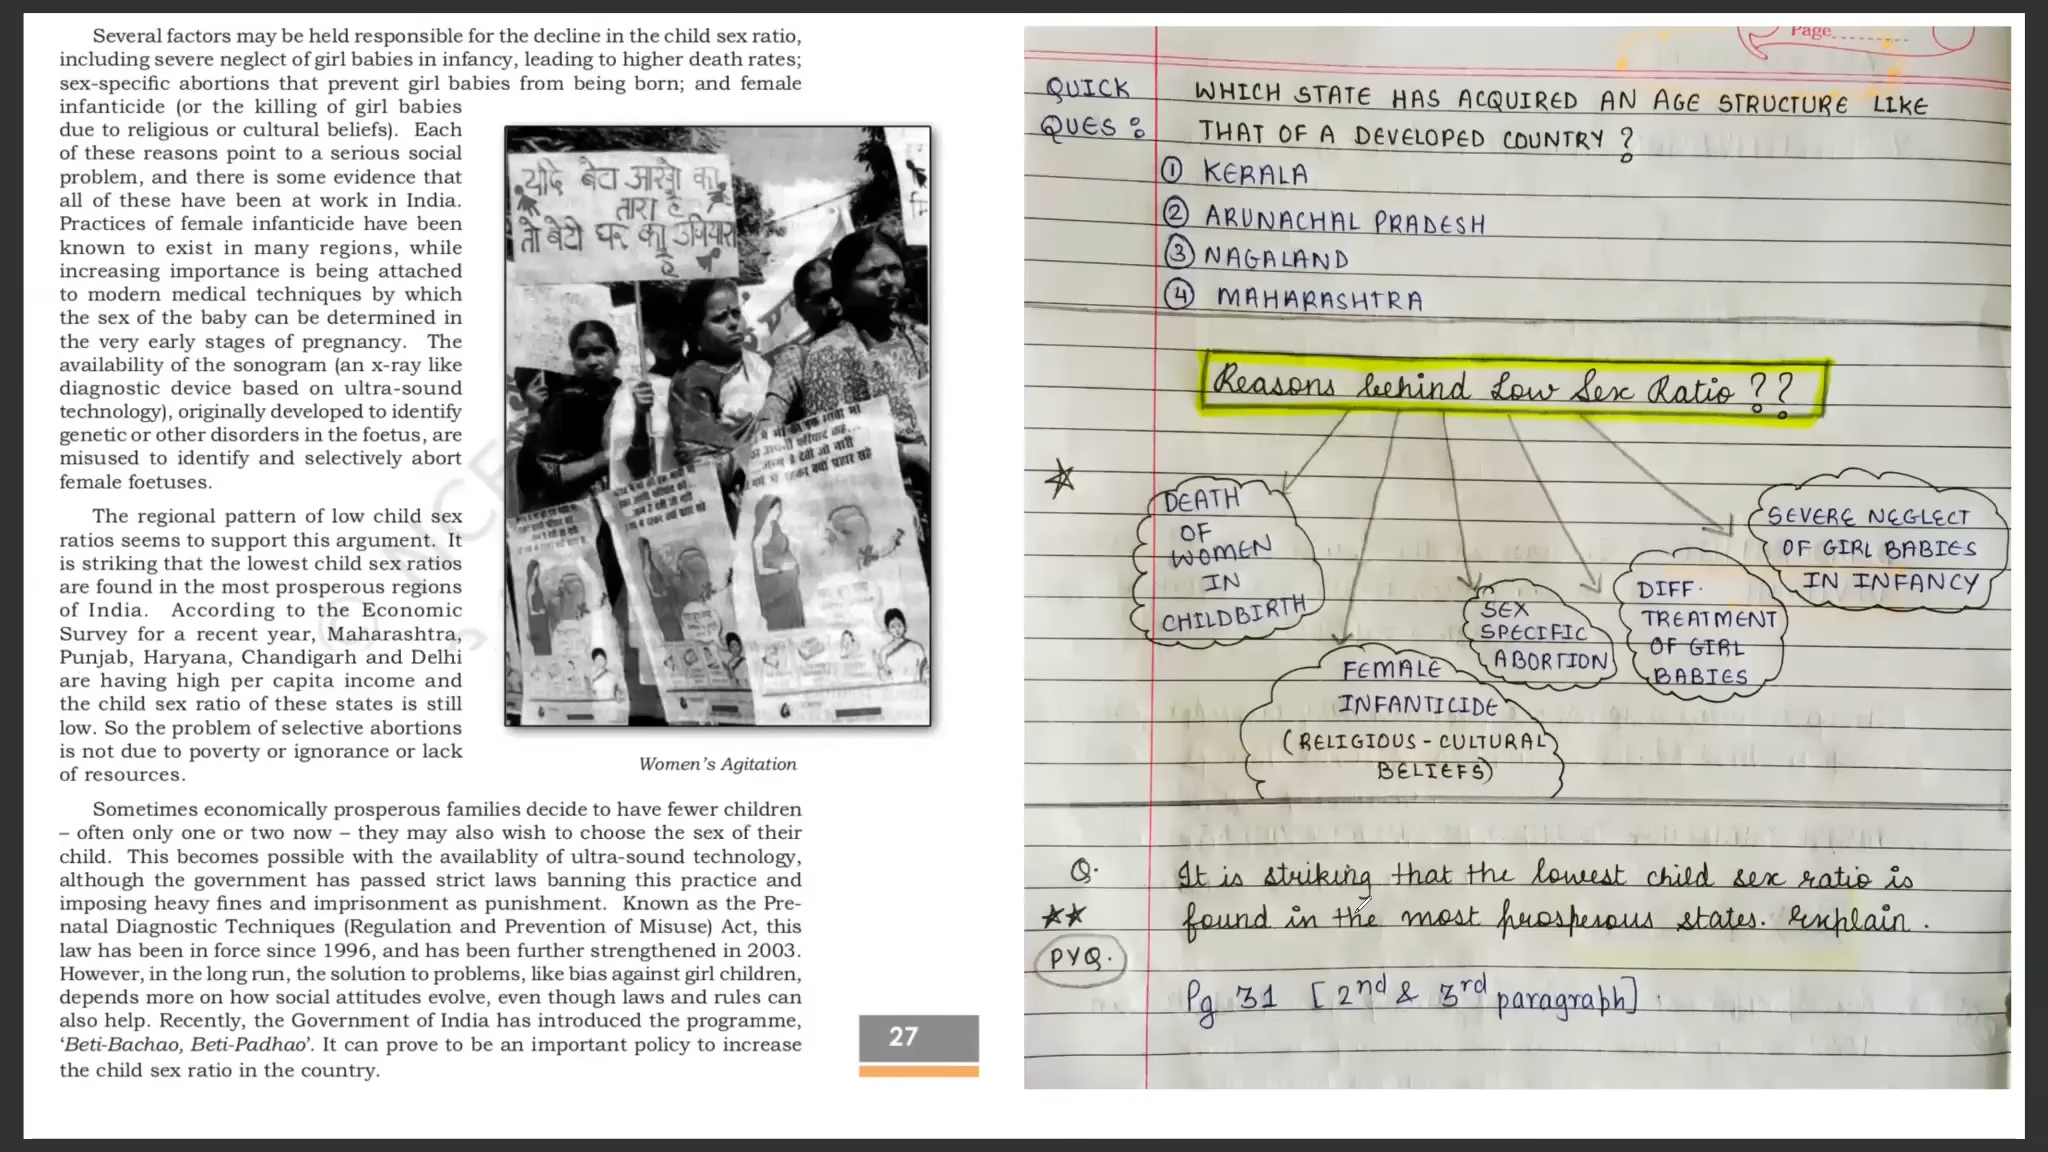 Several factors may be held responsible for the decline in the child sex ratio,
including severe neglect of girl babies in infancy, leading to higher death rates;
sex-specific abortions that prevent girl babies from being born; and female
infanticide (or the killing of girl babies
due to religious or cultural beliefs). Each
of these reasons point to a serious social
problem, and there is some evidence that
all of these have been at work in India.
Practices of female infanticide have been
known to exist in many regions, while
increasing importance is being attached
to modern medical techniques by which
the sex of the baby can be determined in
the very early stages of pregnancy. The
availability of the sonogram (an x-ray like
diagnostic device based on ultra-sound
technology), originally developed to identify
genetic or other disorders in the foetus, are
misused to identify and selectively abort
female foetuses.
The regional pattern of low child sex
ratios seems to support this argument. It
is striking that the lowest child sex ratios
are found in the most prosperous regions
of India. According to the Economic
Survey for a recent year, Maharashtra,
Punjab, Haryana, Chandigarh and Delhi
are having high per capita income and
the child sex ratio of these states is still
low. So the problem of selective abortions
is not due to poverty or ignorance or lack
of resources.
यदि बेटा आखो का
तारा है
तो बेटी घर का उजियारा
है
Women's Agitation
Sometimes economically prosperous families decide to have fewer children
– often only one or two now – they may also wish to choose the sex of their
child. This becomes possible with the availablity of ultra-sound technology,
although the government has passed strict laws banning this practice and
imposing heavy fines and imprisonment as punishment. Known as the Pre-
natal Diagnostic Techniques (Regulation and Prevention of Misuse) Act, this
law has been in force since 1996, and has been further strengthened in 2003.
However, in the long run, the solution to problems, like bias against girl children,
depends more on how social attitudes evolve, even though laws and rules can
also help. Recently, the Government of India has introduced the programme,
'Beti-Bachao, Beti-Padhao'. It can prove to be an important policy to increase
the child sex ratio in the country.
27
Page..........
QUICK WHICH STATE HAS ACQUIRED AN AGE STRUCTURE LIKE
QUES : THAT OF A DEVELOPED COUNTRY ?
① KERALA
② ARUNACHAL PRADESH
③ NAGALAND
④ MAHARASHTRA
Reasons behind Low Sex Ratio ??
DEATH
OF
WOMEN
IN
CHILDBIRTH
FEMALE
INFANTICIDE
(RELIGIOUS - CULTURAL
BELIEFS)
SEX
SPECIFIC
ABORTION
DIFF.
TREATMENT
OF GIRL
BABIES
SEVERE NEGLECT
OF GIRL BABIES
IN INFANCY
Q. It is striking that the lowest child sex ratio is
found in the most prosperous states. Explain.
PYQ.
Pg 31 [2nd & 3rd paragraph].